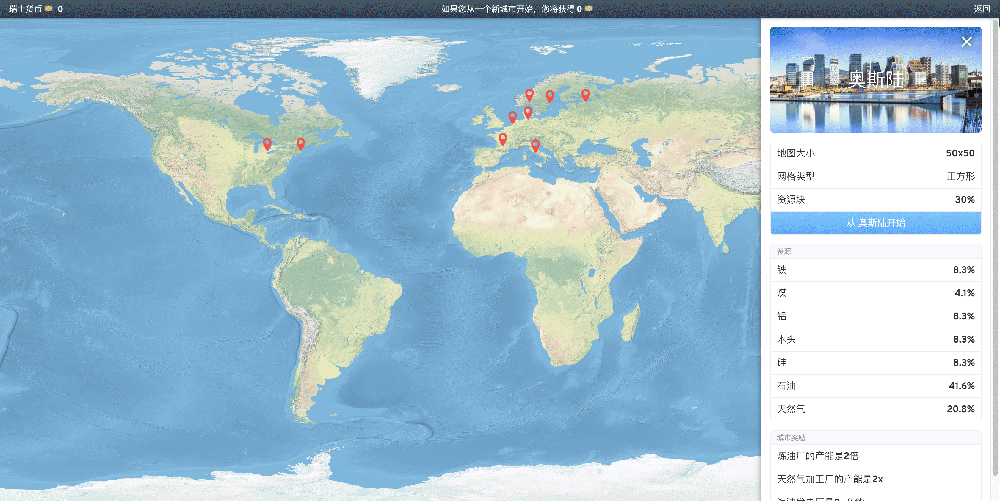 瑞士货币 0
如果您从一个新城市开始，您将获得 0
返回
奥斯陆
地图大小 50x50
网格类型 正方形
资源块 30%
从 奥斯陆开始
资源
铁 8.3%
煤 4.1%
铝 8.3%
木头 8.3%
硅 8.3%
石油 41.6%
天然气 20.8%
城市奖励
炼油厂的产能是2倍
天然气加工厂的产能是2x